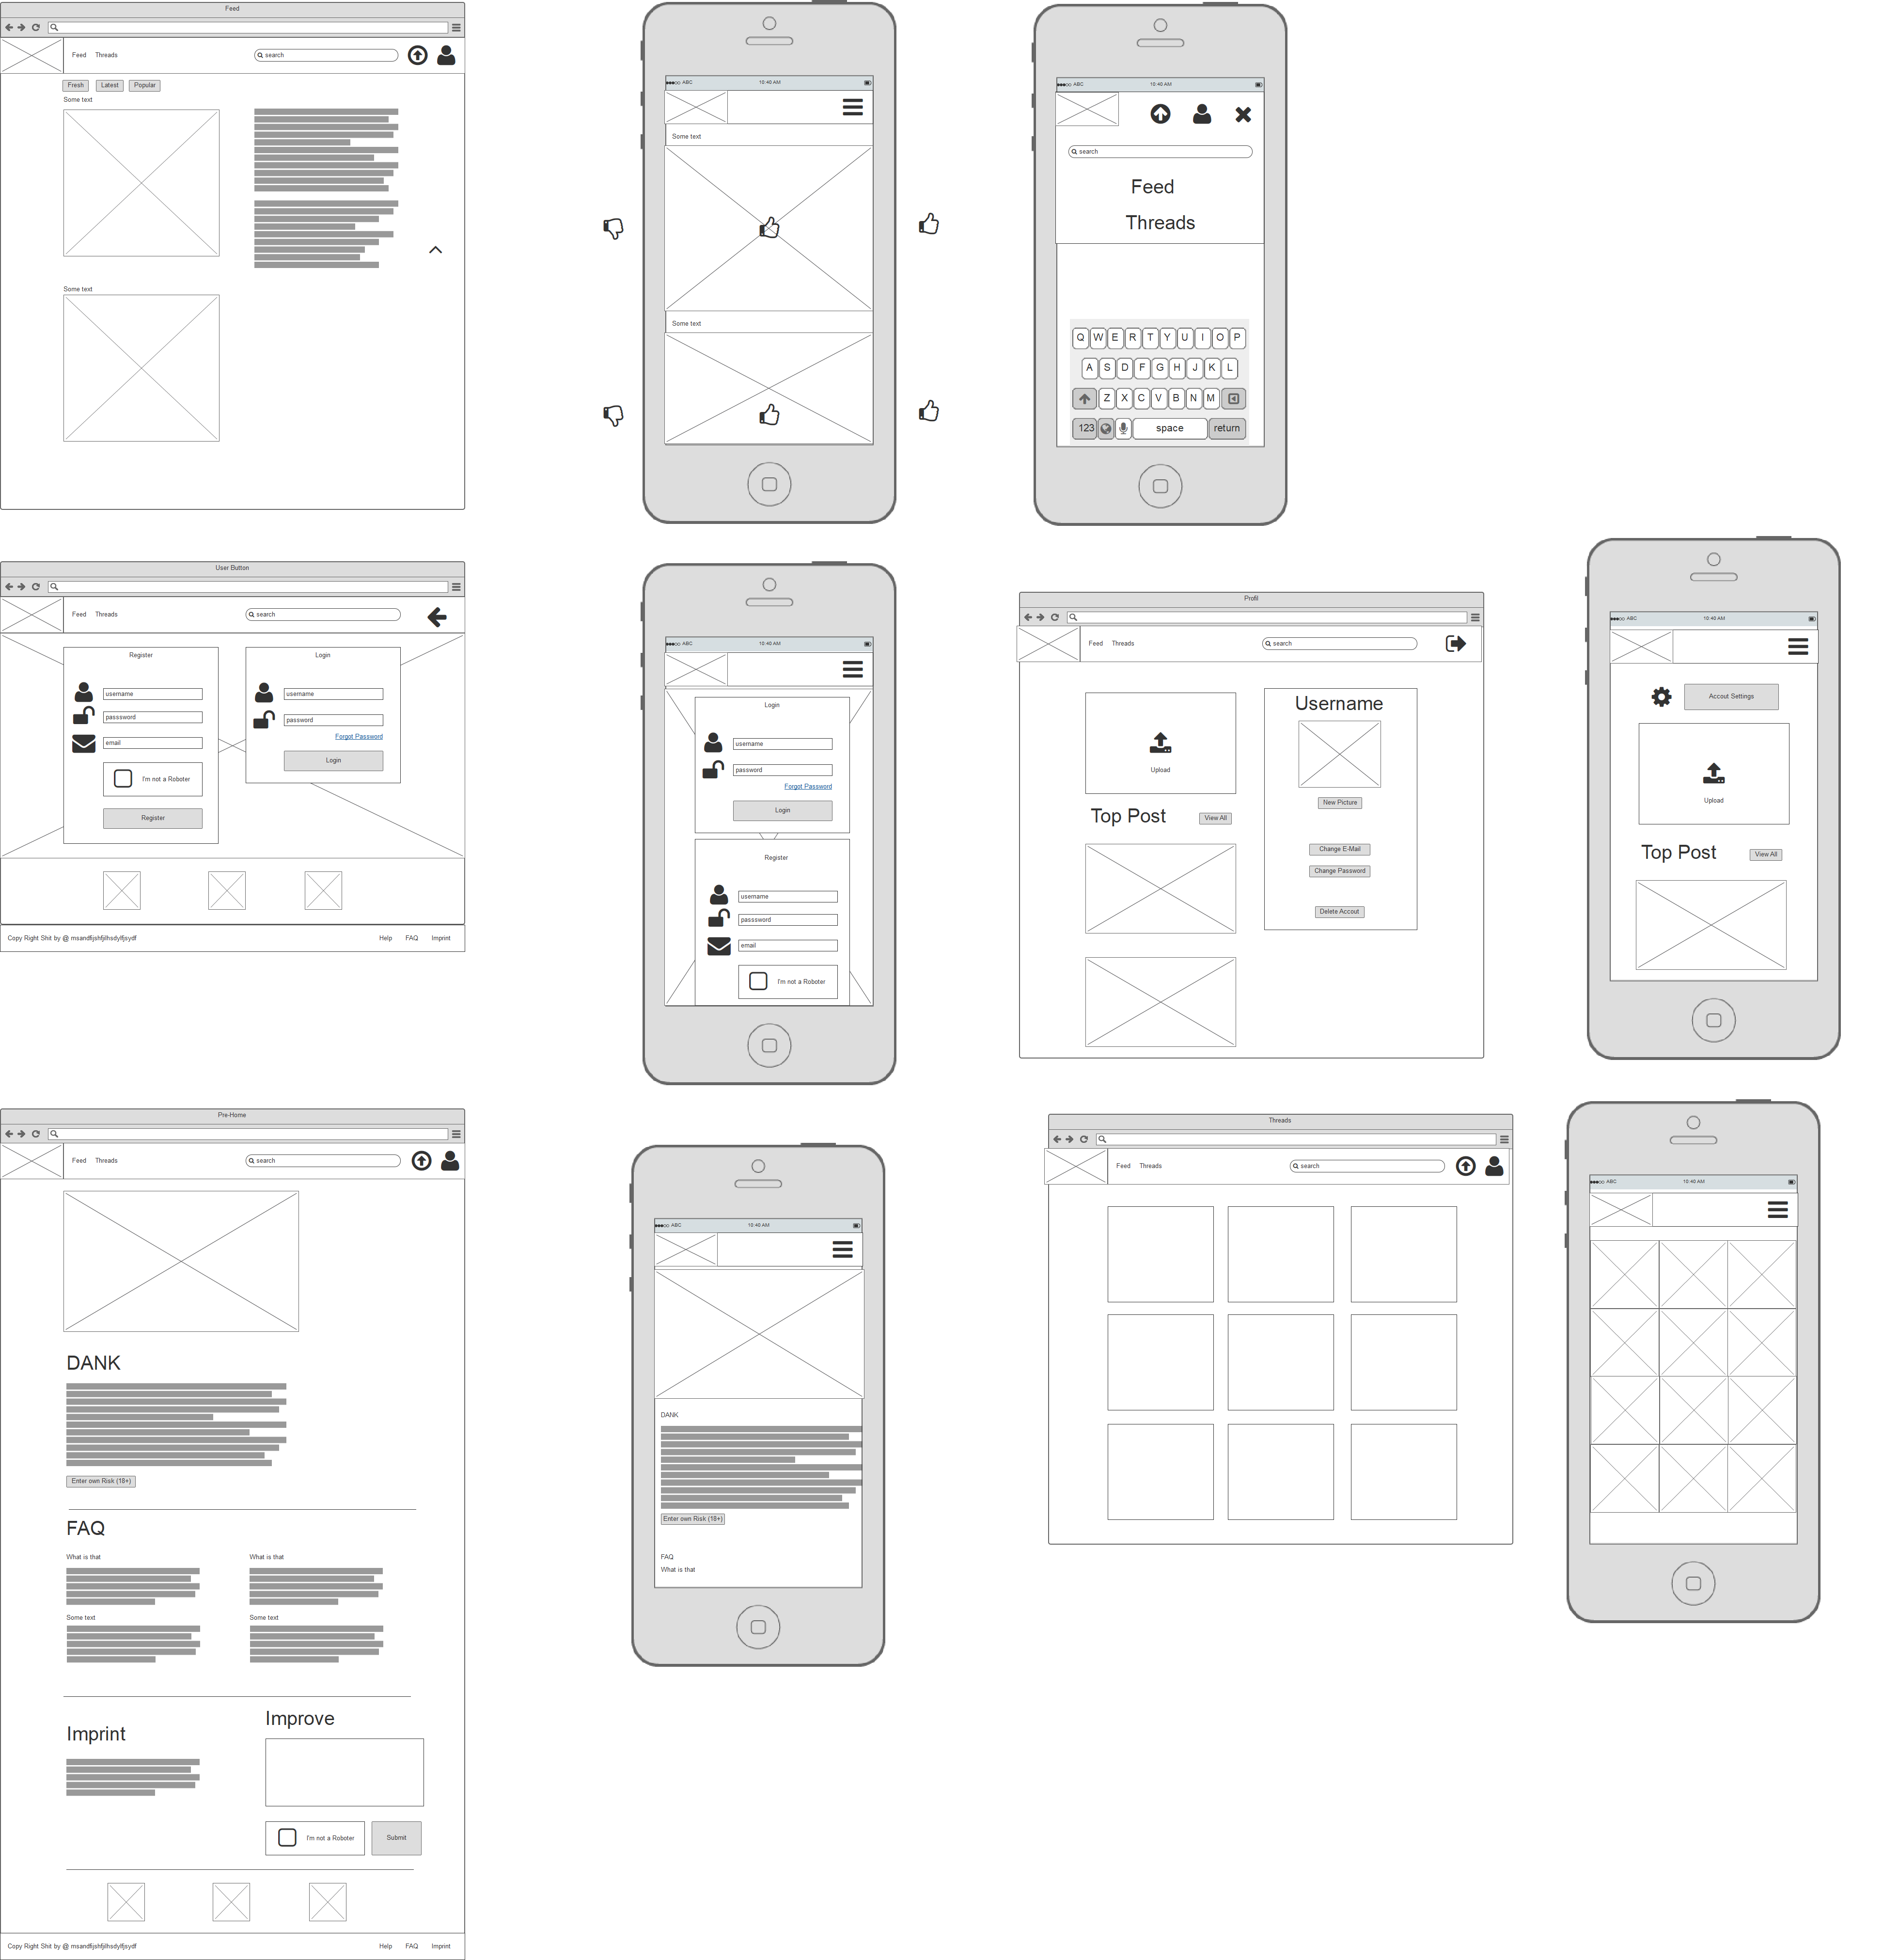 Feed
Feed Threads
search
Fresh Latest Popular
Some text
Some text
ABC 10:40 AM
Some text
Some text
ABC 10:40 AM
search
Feed
Threads
Q W E R T Y U I O P
A S D F G H J K L
Z X C V B N M
123 space return
User Button
Feed Threads
search
Register
username
passsword
email
I'm not a Roboter
Register
Login
username
password
Forgot Password
Login
Copy Right Shit by @ msandfijshfjilhsdylfjsydf
Help FAQ Imprint
ABC 10:40 AM
Login
username
password
Forgot Password
Login
Register
username
passsword
email
I'm not a Roboter
Profil
Feed Threads
search
Upload
Top Post View All
Username
New Picture
Change E-Mail
Change Password
Delete Accout
ABC 10:40 AM
Accout Settings
Upload
Top Post View All
Pre-Home
Feed Threads
search
DANK
Enter own Risk (18+)
FAQ
What is that What is that
Some text Some text
Imprint
Improve
I'm not a Roboter
Submit
Copy Right Shit by @ msandfijshfjilhsdylfjsydf
Help FAQ Imprint
ABC 10:40 AM
DANK
Enter own Risk (18+)
FAQ
What is that
Threads
Feed Threads
search
ABC 10:40 AM